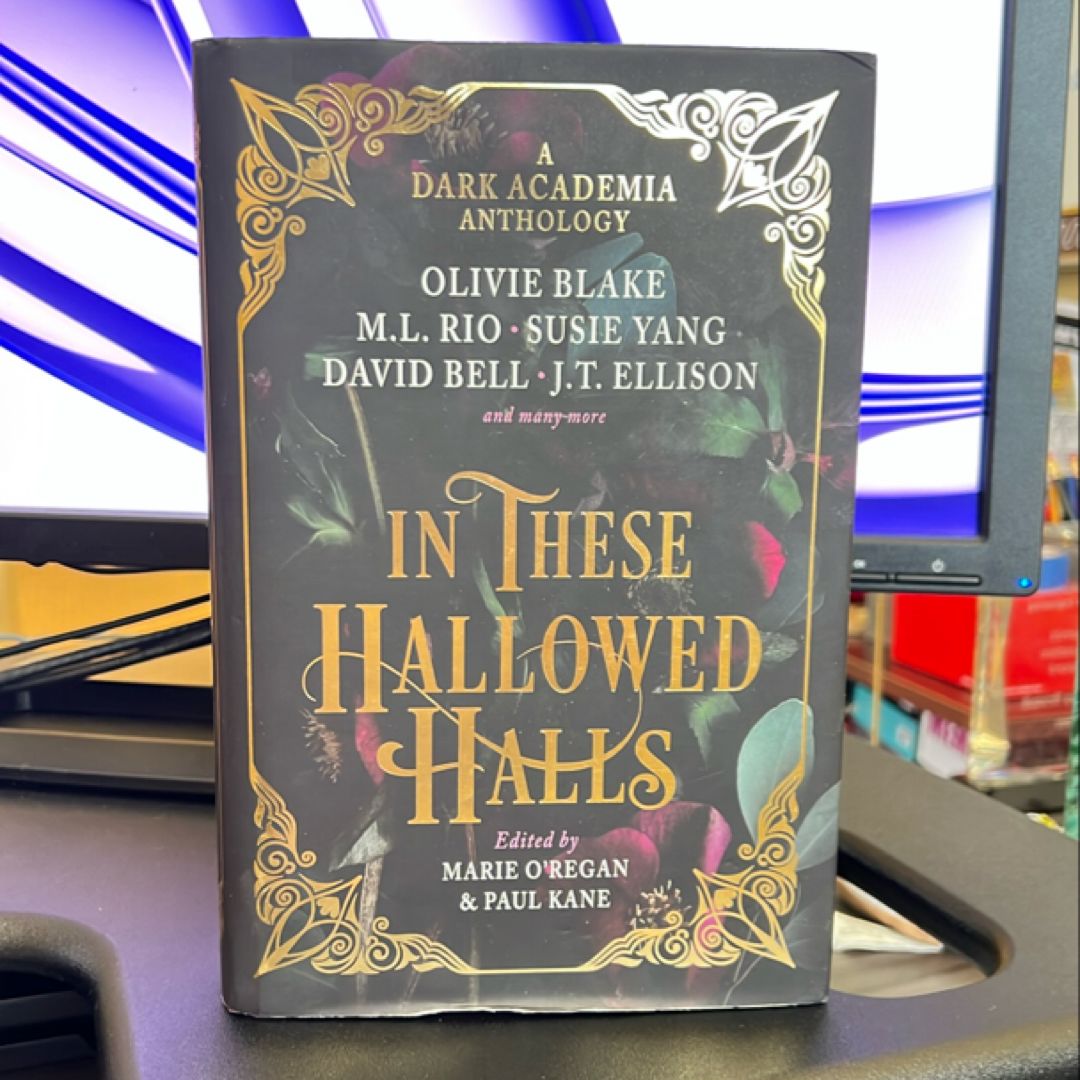 A
DARK ACADEMIA
ANTHOLOGY
OLIVIE BLAKE
M.L. RIO • SUSIE YANG
DAVID BELL • J.T. ELLISON
and many more
IN THESE
HALLOWED
HALLS
Edited by
MARIE O'REGAN
& PAUL KANE